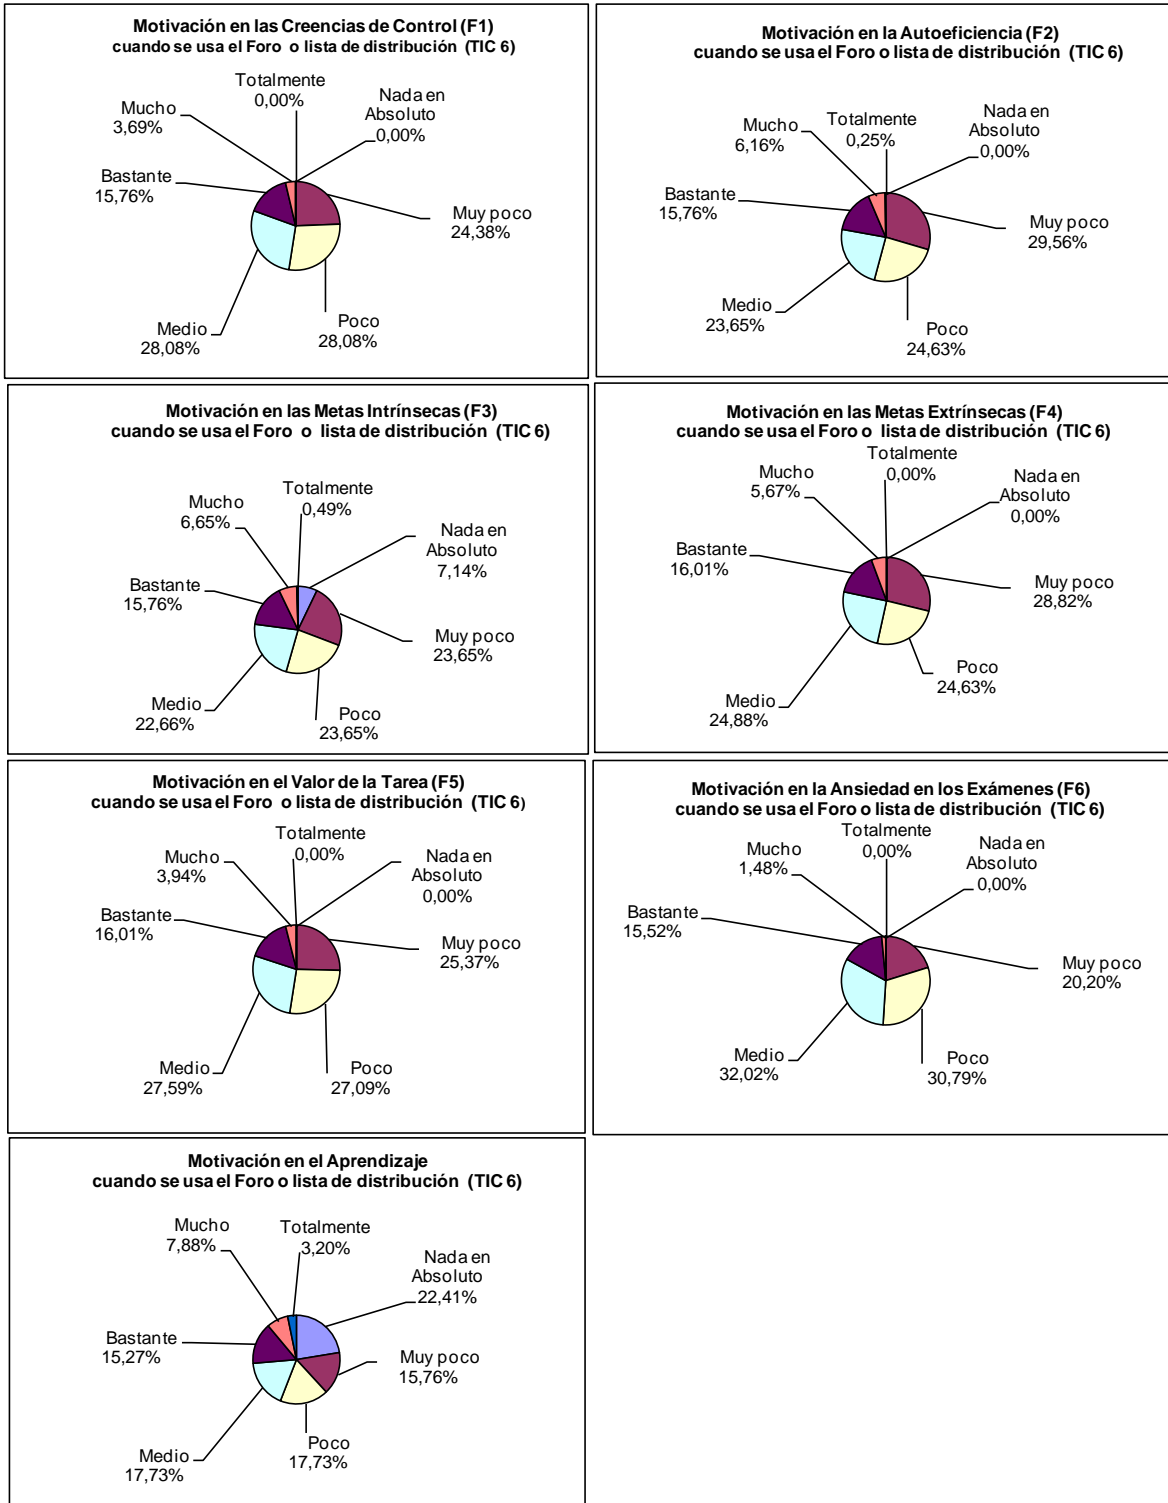 Motivación en las Creencias de Control (F1)
cuando se usa el Foro o lista de distribución (TIC 6)
Totalmente
0,00%
Nada en
Absoluto
0,00%
Mucho
3,69%
Bastante
15,76%
Muy poco
24,38%
Medio
28,08%
Poco
28,08%
Motivación en la Autoeficiencia (F2)
cuando se usa el Foro o lista de distribución (TIC 6)
Totalmente
0,25%
Nada en
Absoluto
0,00%
Mucho
6,16%
Bastante
15,76%
Muy poco
29,56%
Medio
23,65%
Poco
24,63%
Motivación en las Metas Intrínsecas (F3)
cuando se usa el Foro o lista de distribución (TIC 6)
Totalmente
0,49%
Mucho
6,65%
Nada en
Absoluto
7,14%
Bastante
15,76%
Muy poco
23,65%
Medio
22,66%
Poco
23,65%
Motivación en las Metas Extrínsecas (F4)
cuando se usa el Foro o lista de distribución (TIC 6)
Totalmente
0,00%
Mucho
5,67%
Nada en
Absoluto
0,00%
Bastante
16,01%
Muy poco
28,82%
Medio
24,88%
Poco
24,63%
Motivación en el Valor de la Tarea (F5)
cuando se usa el Foro o lista de distribución (TIC 6)
Totalmente
0,00%
Mucho
3,94%
Nada en
Absoluto
0,00%
Bastante
16,01%
Muy poco
25,37%
Medio
27,59%
Poco
27,09%
Motivación en la Ansiedad en los Exámenes (F6)
cuando se usa el Foro o lista de distribución (TIC 6)
Totalmente
0,00%
Mucho
1,48%
Nada en
Absoluto
0,00%
Bastante
15,52%
Muy poco
20,20%
Medio
32,02%
Poco
30,79%
Motivación en el Aprendizaje
cuando se usa el Foro o lista de distribución (TIC 6)
Mucho
7,88%
Totalmente
3,20%
Nada en
Absoluto
22,41%
Bastante
15,27%
Muy poco
15,76%
Medio
17,73%
Poco
17,73%